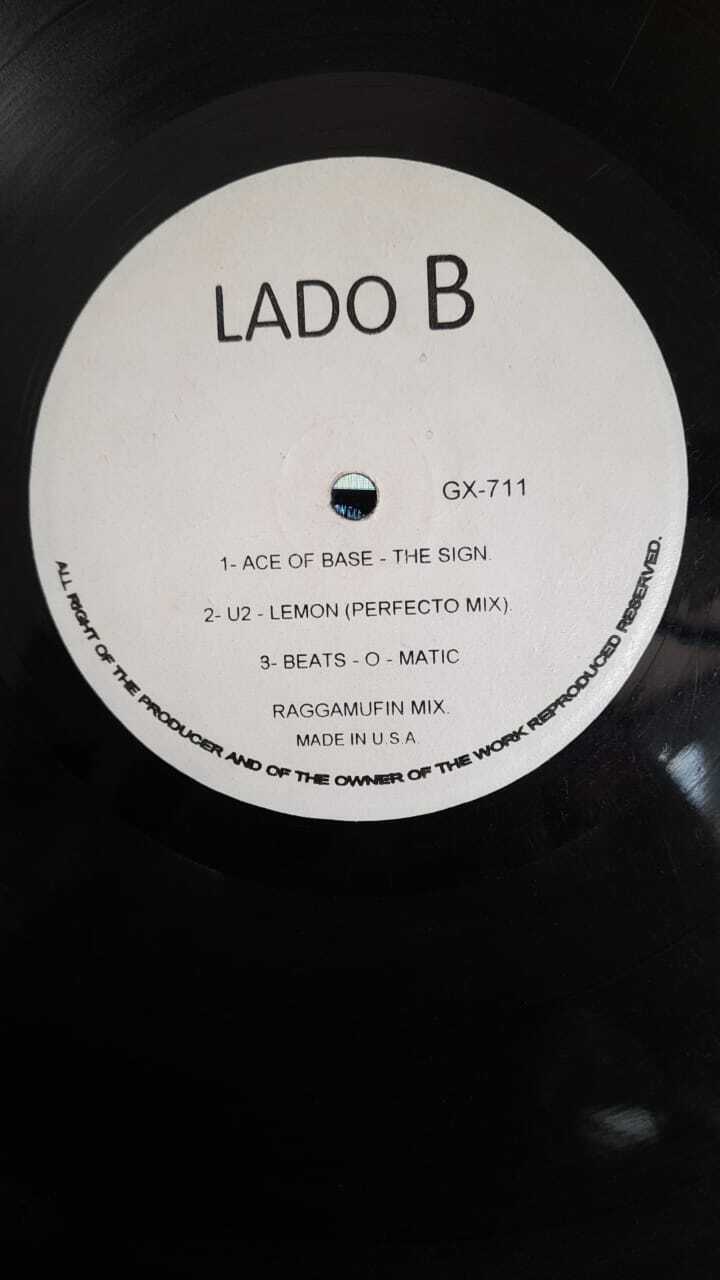 LADO B
GX-711
1- ACE OF BASE - THE SIGN.
2- U2 - LEMON (PERFECTO MIX).
3- BEATS - O - MATIC
RAGGAMUFIN MIX.
MADE IN U.S.A.
ALL RIGHT OF THE PRODUCER AND OF THE OWNER OF THE WORK REPRODUCED RESERVED.